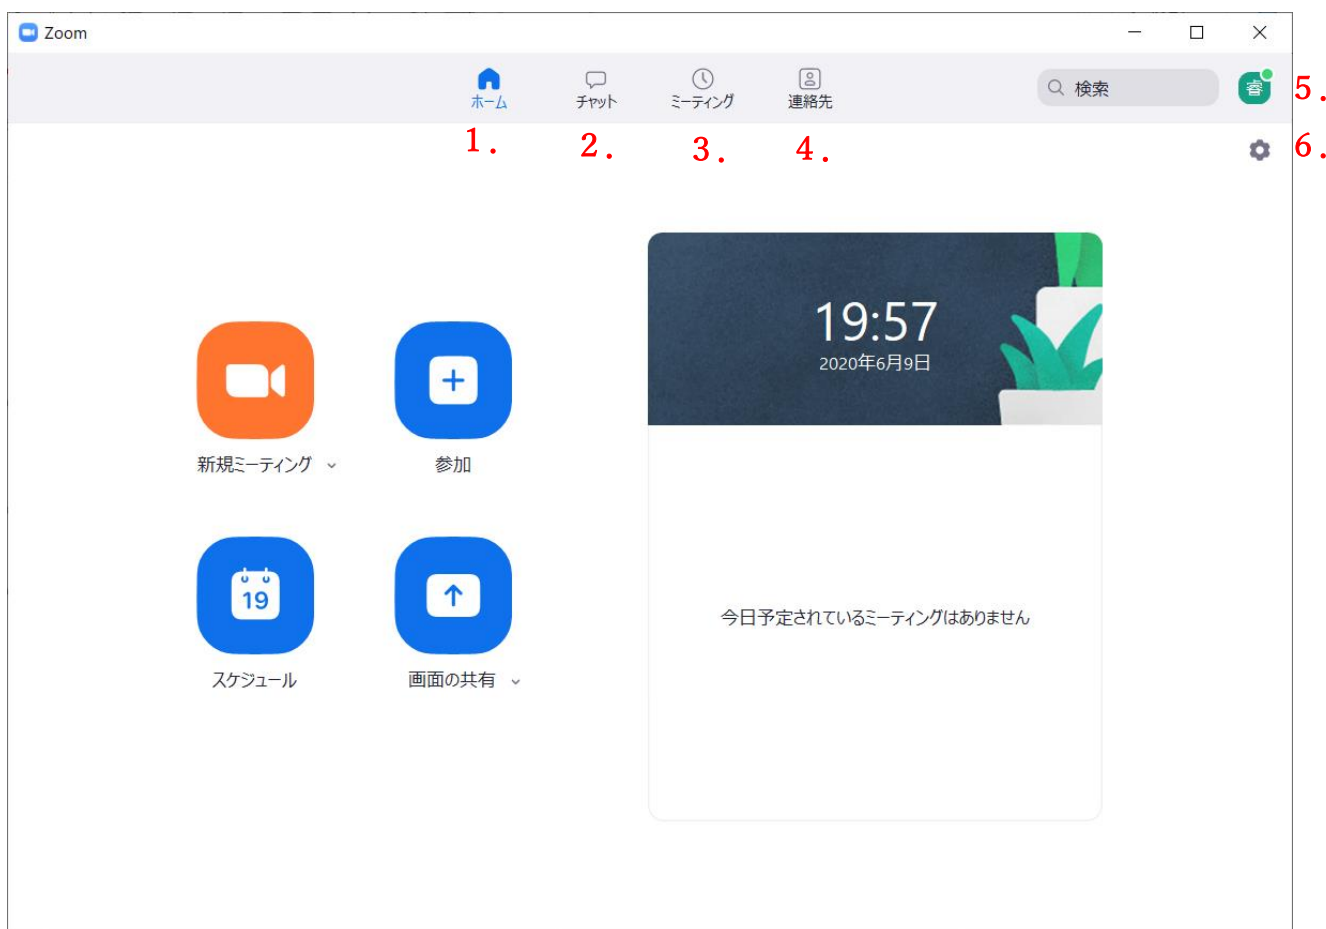 Zoom
ホーム
チャット
ミーティング
連絡先
検索
睿
5.
1.
2.
3.
4.
6.
19:57
2020年6月9日
新規ミーティング
参加
19
スケジュール
画面の共有
今日予定されているミーティングはありません